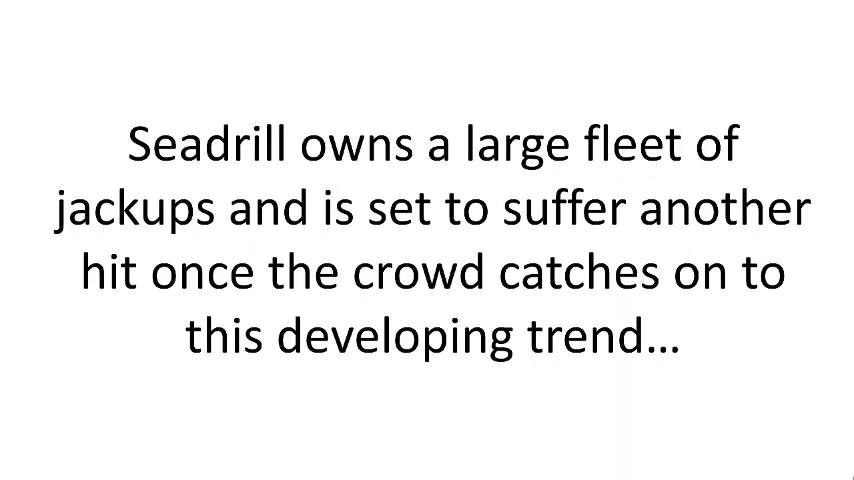 Seadrill owns a large fleet of
jackups and is set to suffer another
hit once the crowd catches on to
this developing trend…